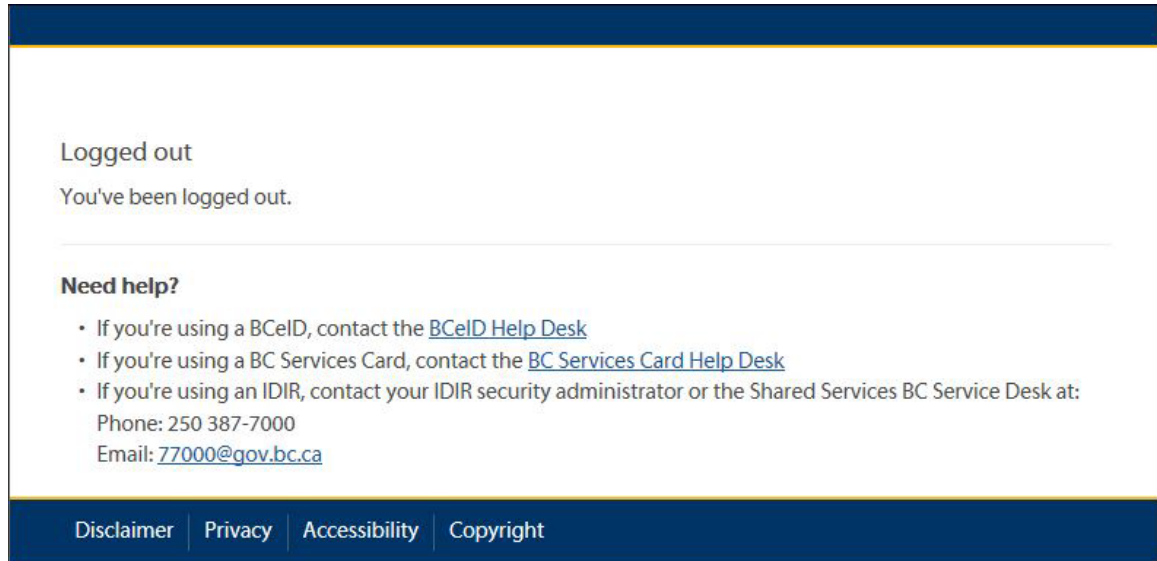 Logged out
You've been logged out.
Need help?
• If you're using a BCeID, contact the BCeID Help Desk
• If you're using a BC Services Card, contact the BC Services Card Help Desk
• If you're using an IDIR, contact your IDIR security administrator or the Shared Services BC Service Desk at:
Phone: 250 387-7000
Email: 77000@gov.bc.ca
Disclaimer Privacy Accessibility Copyright